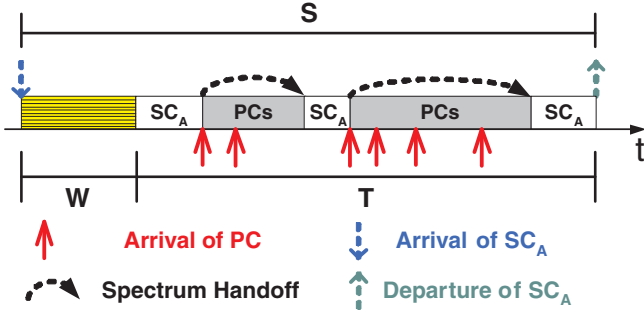 S
SC_A PCs SC_A PCs SC_A
t
W T
Arrival of PC Arrival of SC_A
Spectrum Handoff Departure of SC_A